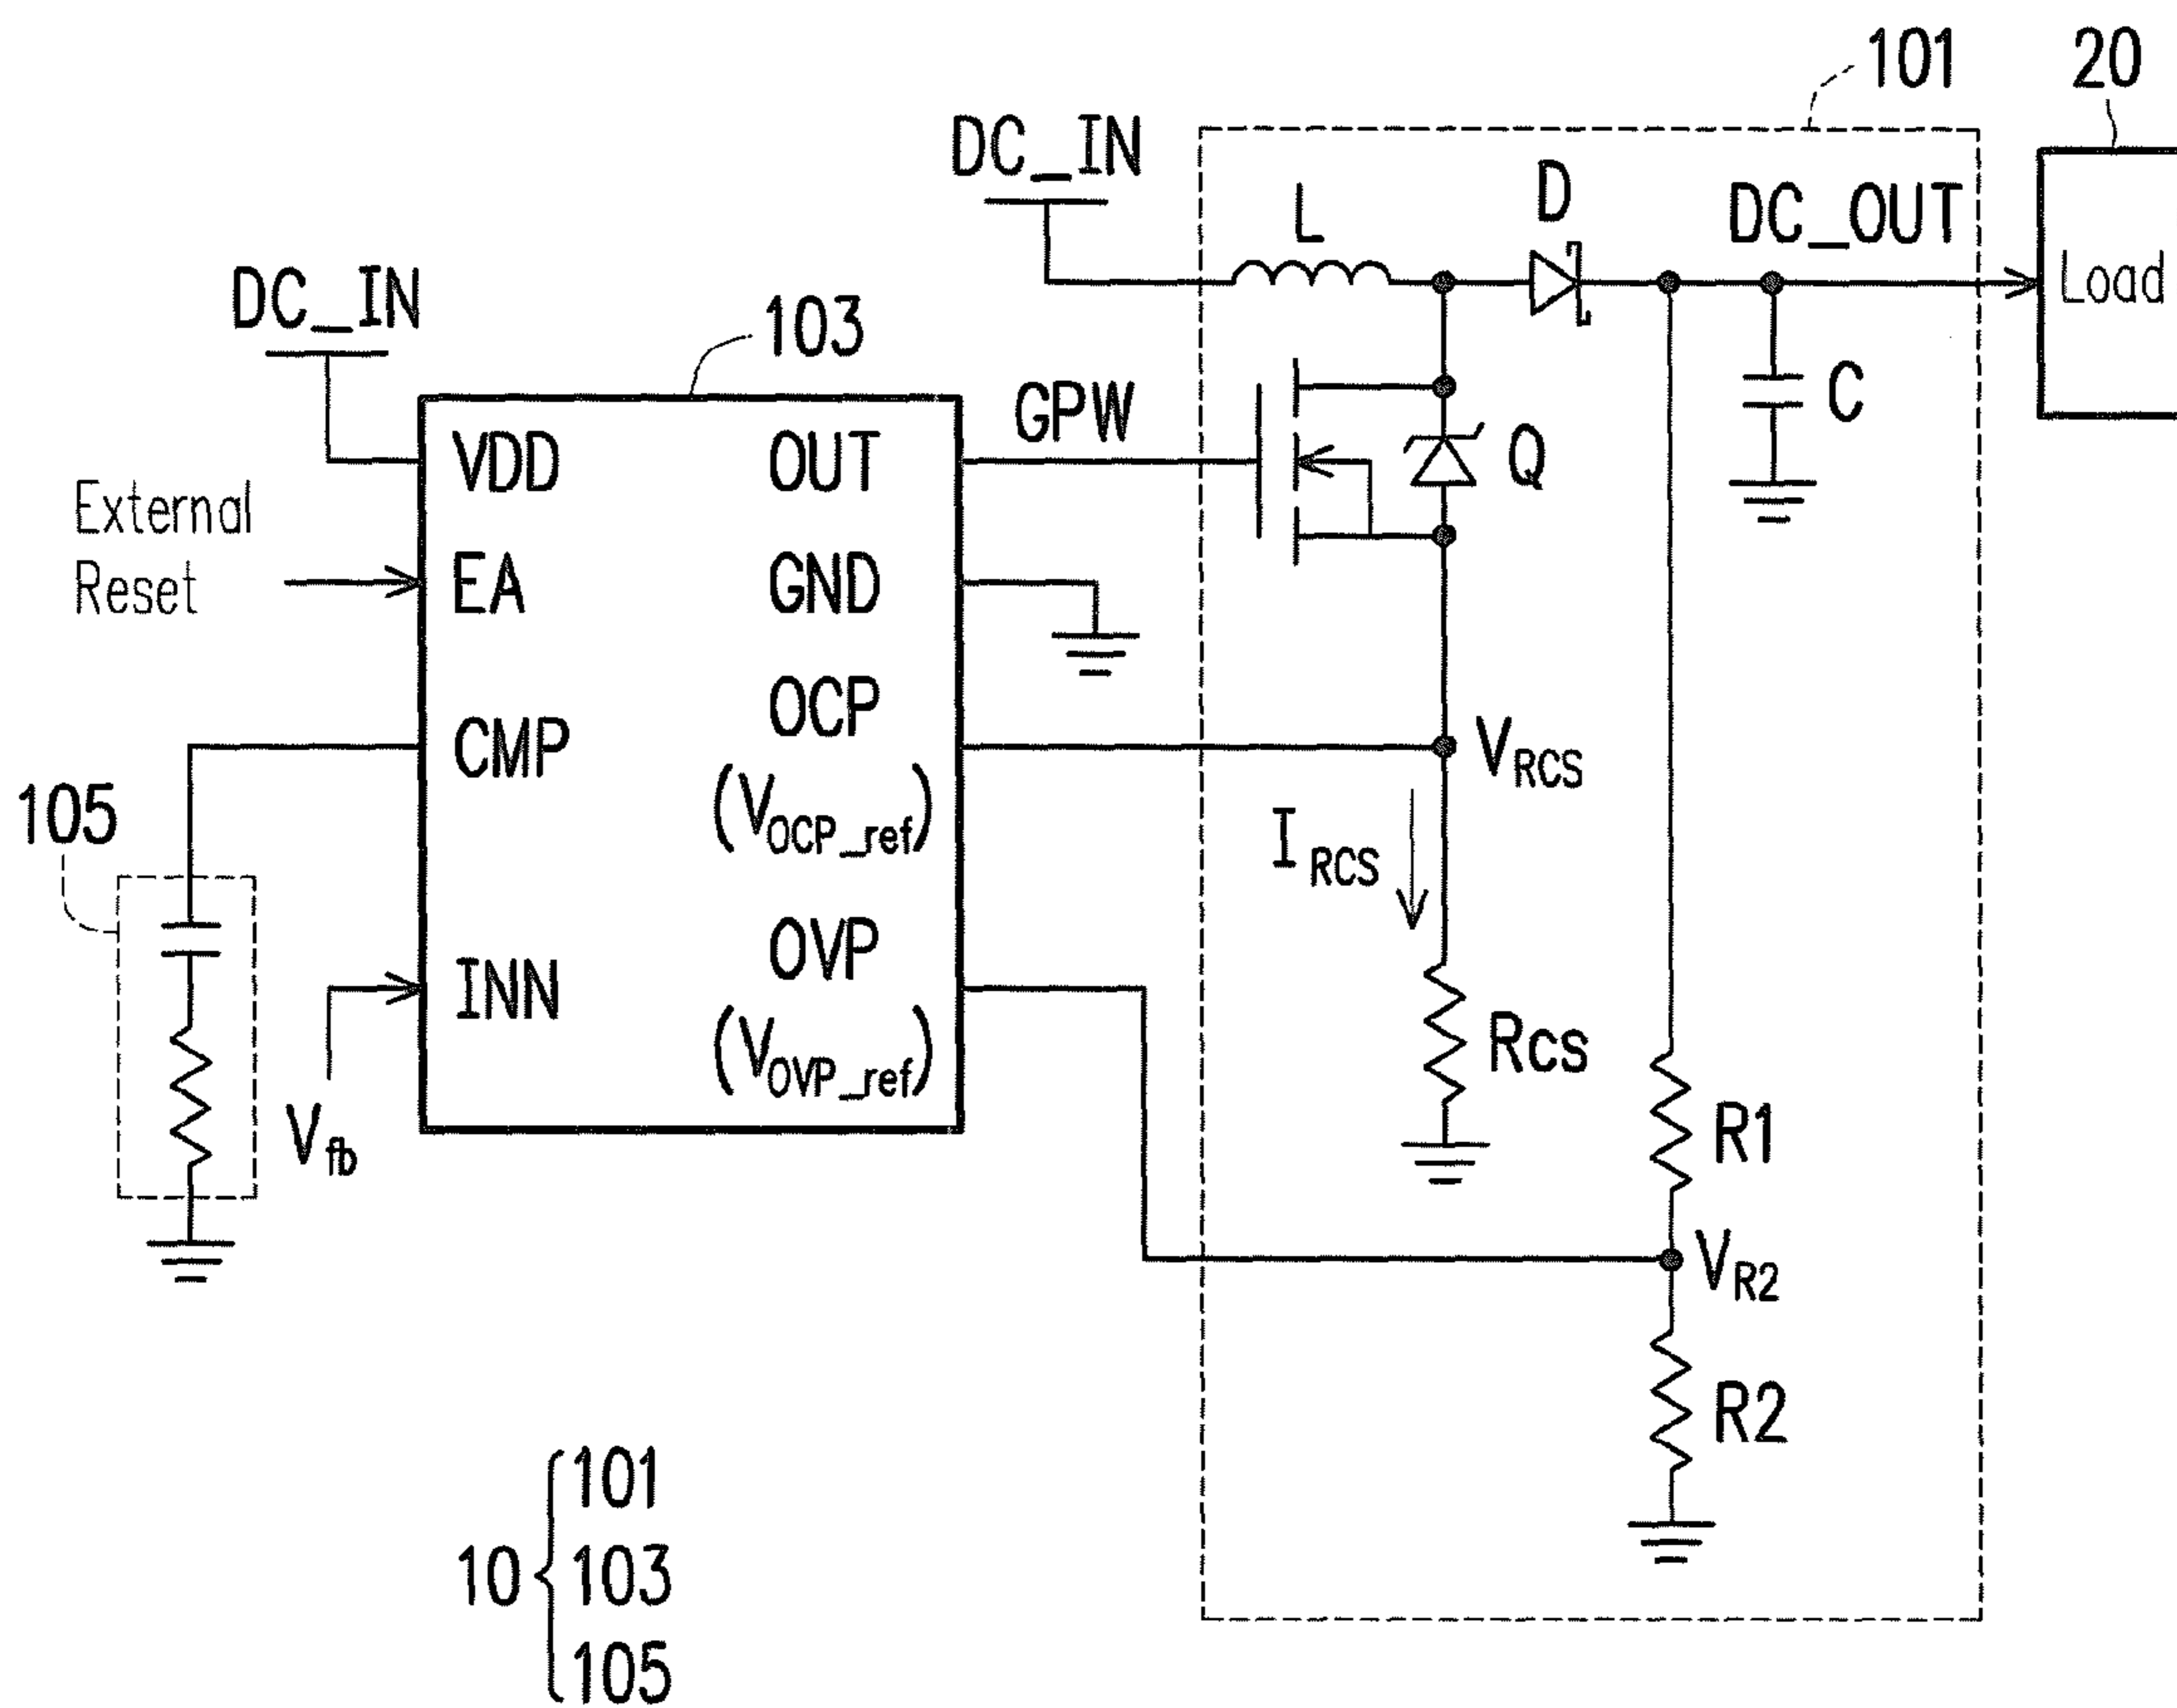 101
20
DC_IN
L
D
DC_OUT
Load
DC_IN
103
GPW
Q
C
VDD
OUT
External
Reset
EA
GND
CMP
OCP
(VOCP_ref)
VRCS
IRCS
105
INN
OVP
(VOVP_ref)
Rcs
Vfb
R1
VR2
R2
10
101
103
105